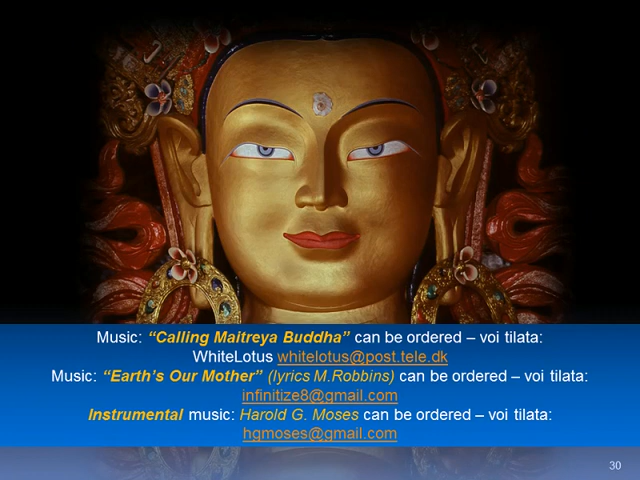 Music: “Calling Maitreya Buddha” can be ordered – voi tilata:
WhiteLotus whitelotus@post.tele.dk
Music: “Earth’s Our Mother” (lyrics M.Robbins) can be ordered – voi tilata:
infinitize8@gmail.com
Instrumental music: Harold G. Moses can be ordered – voi tilata:
hgmoses@gmail.com
30